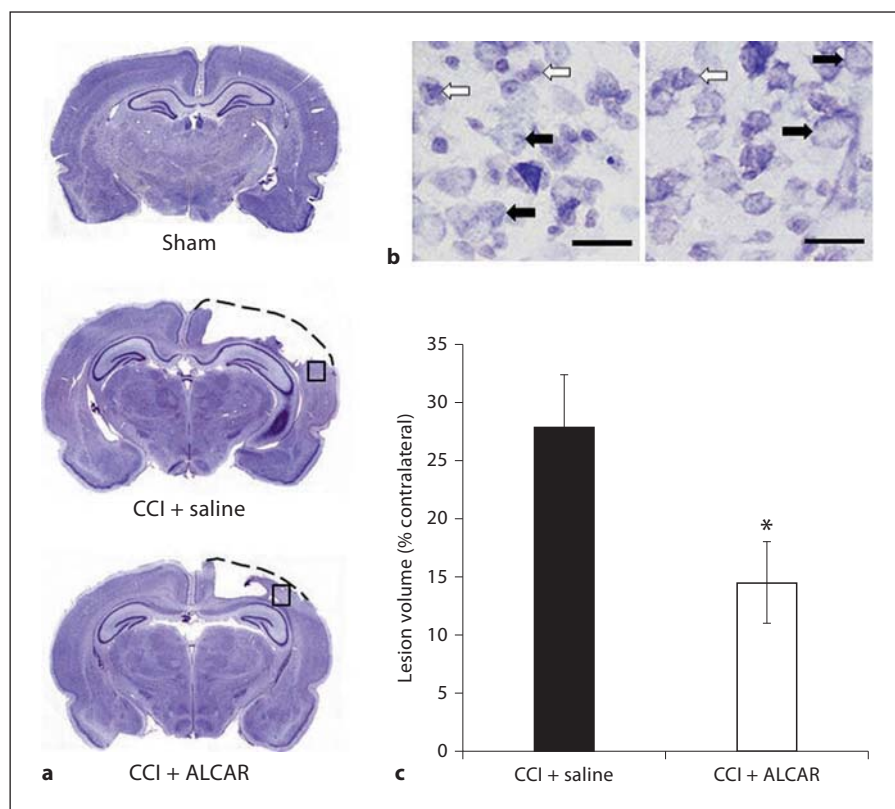 Sham
CCI + saline
CCI + ALCAR
a
b
35
30
25
20
15
10
5
0
Lesion volume (% contralateral)
*
CCI + saline
CCI + ALCAR
c